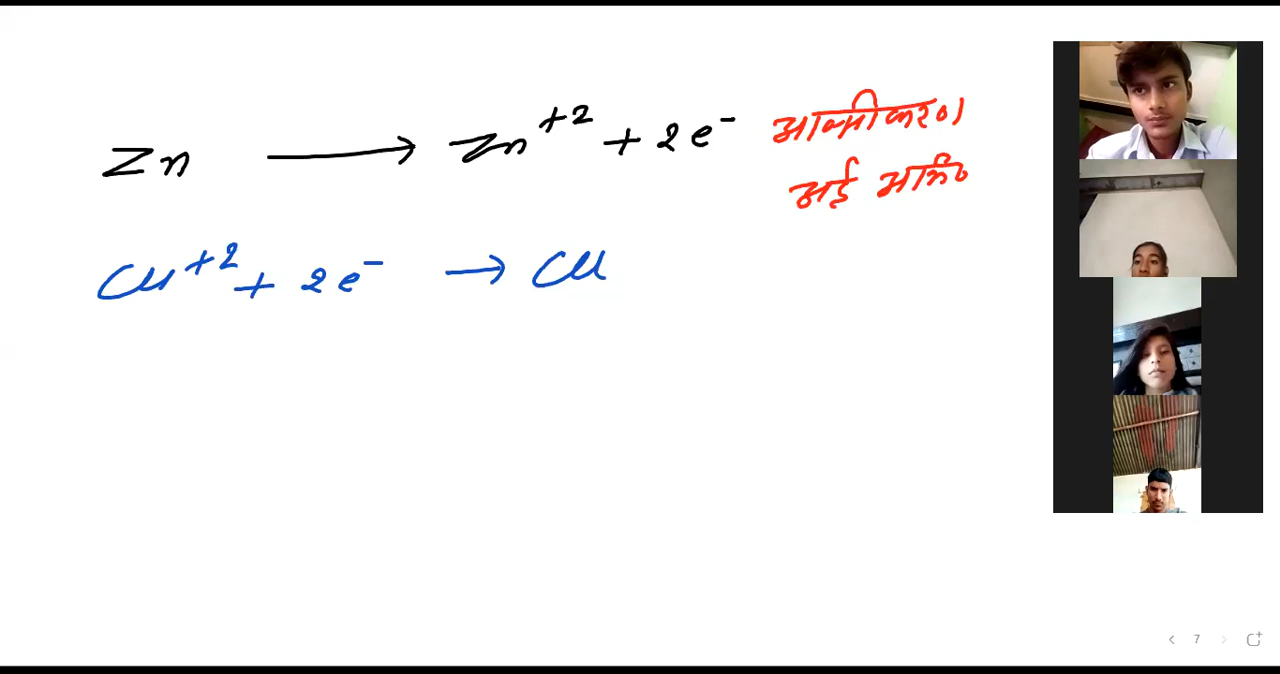 Zn → Zn⁺² + 2e⁻ आक्सीकरण
अर्द्ध अभि०
Cu⁺² + 2e⁻ → Cu
7